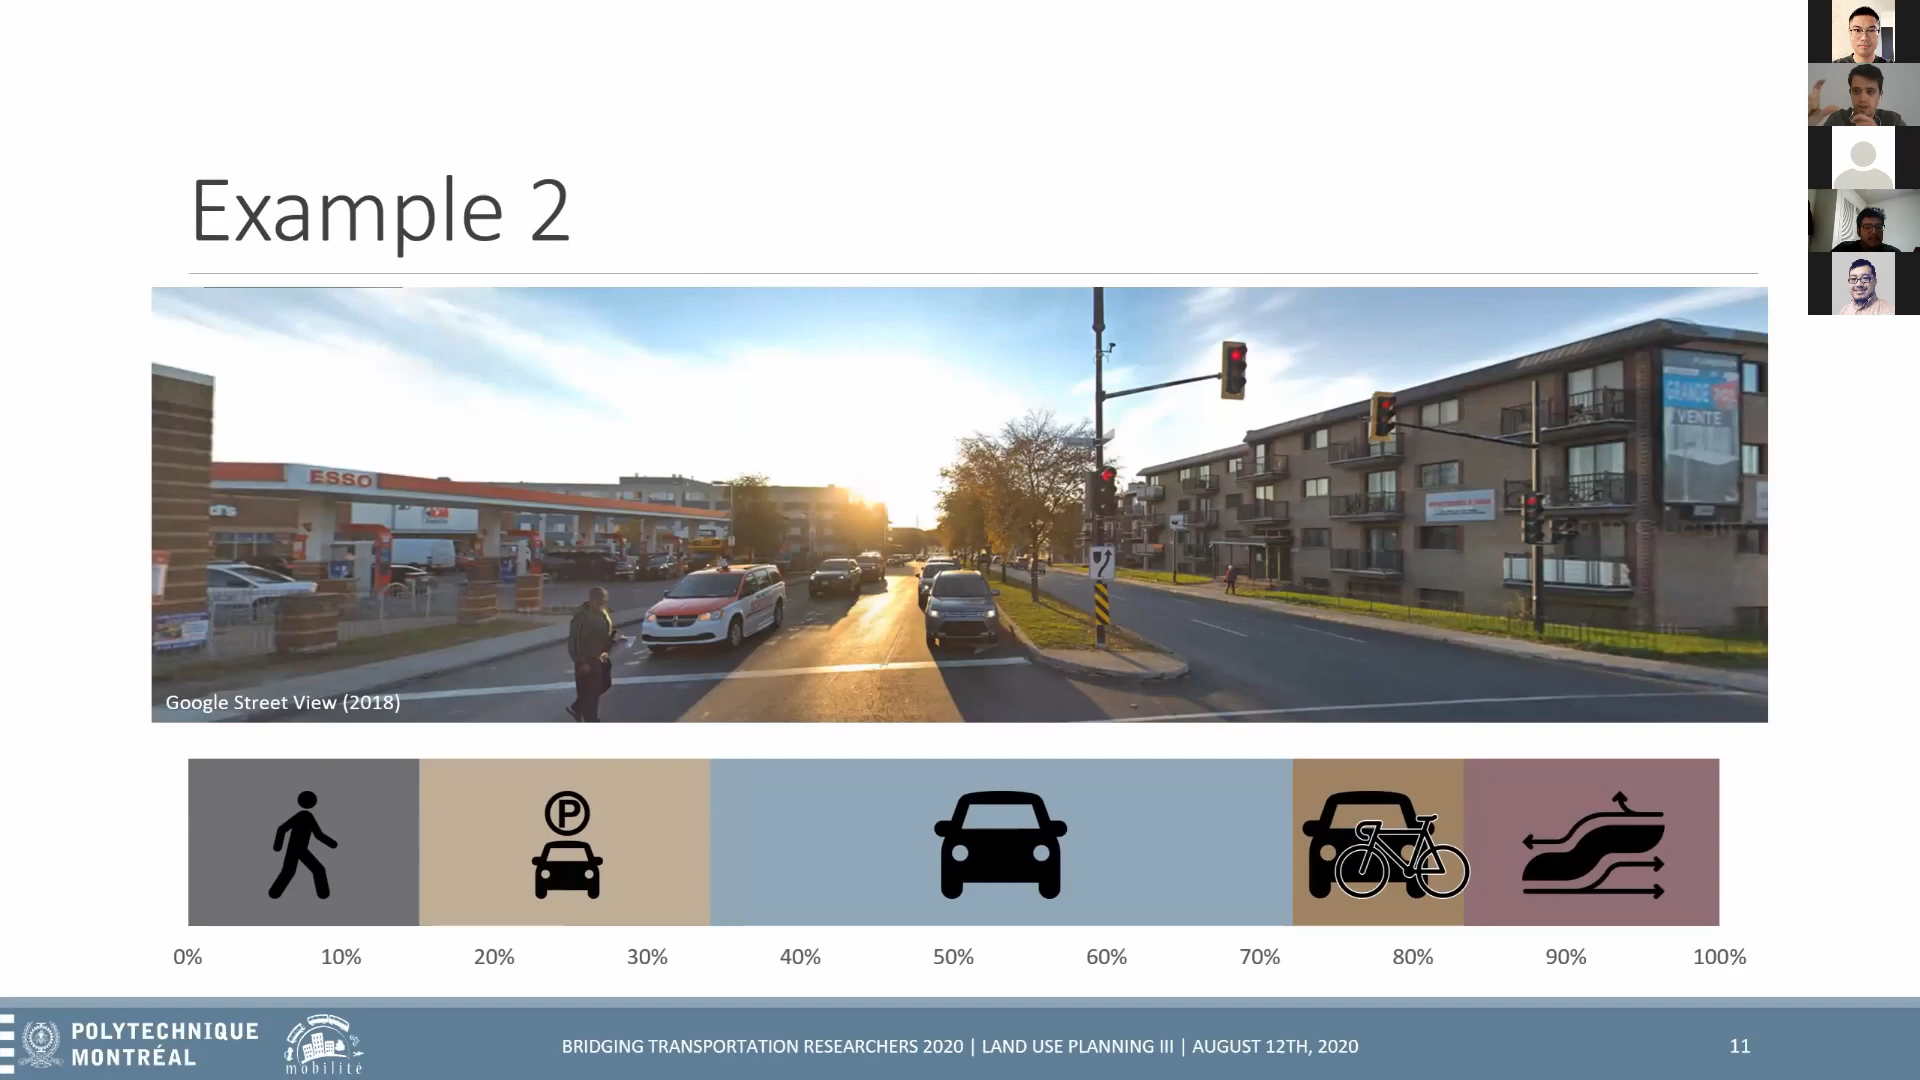 Example 2
ESSO
GRANDE
VENTE
Google Street View (2018)
P
0%
10%
20%
30%
40%
50%
60%
70%
80%
90%
100%
POLYTECHNIQUE
MONTRÉAL
mobilité
BRIDGING TRANSPORTATION RESEARCHERS 2020 | LAND USE PLANNING III | AUGUST 12TH, 2020
11